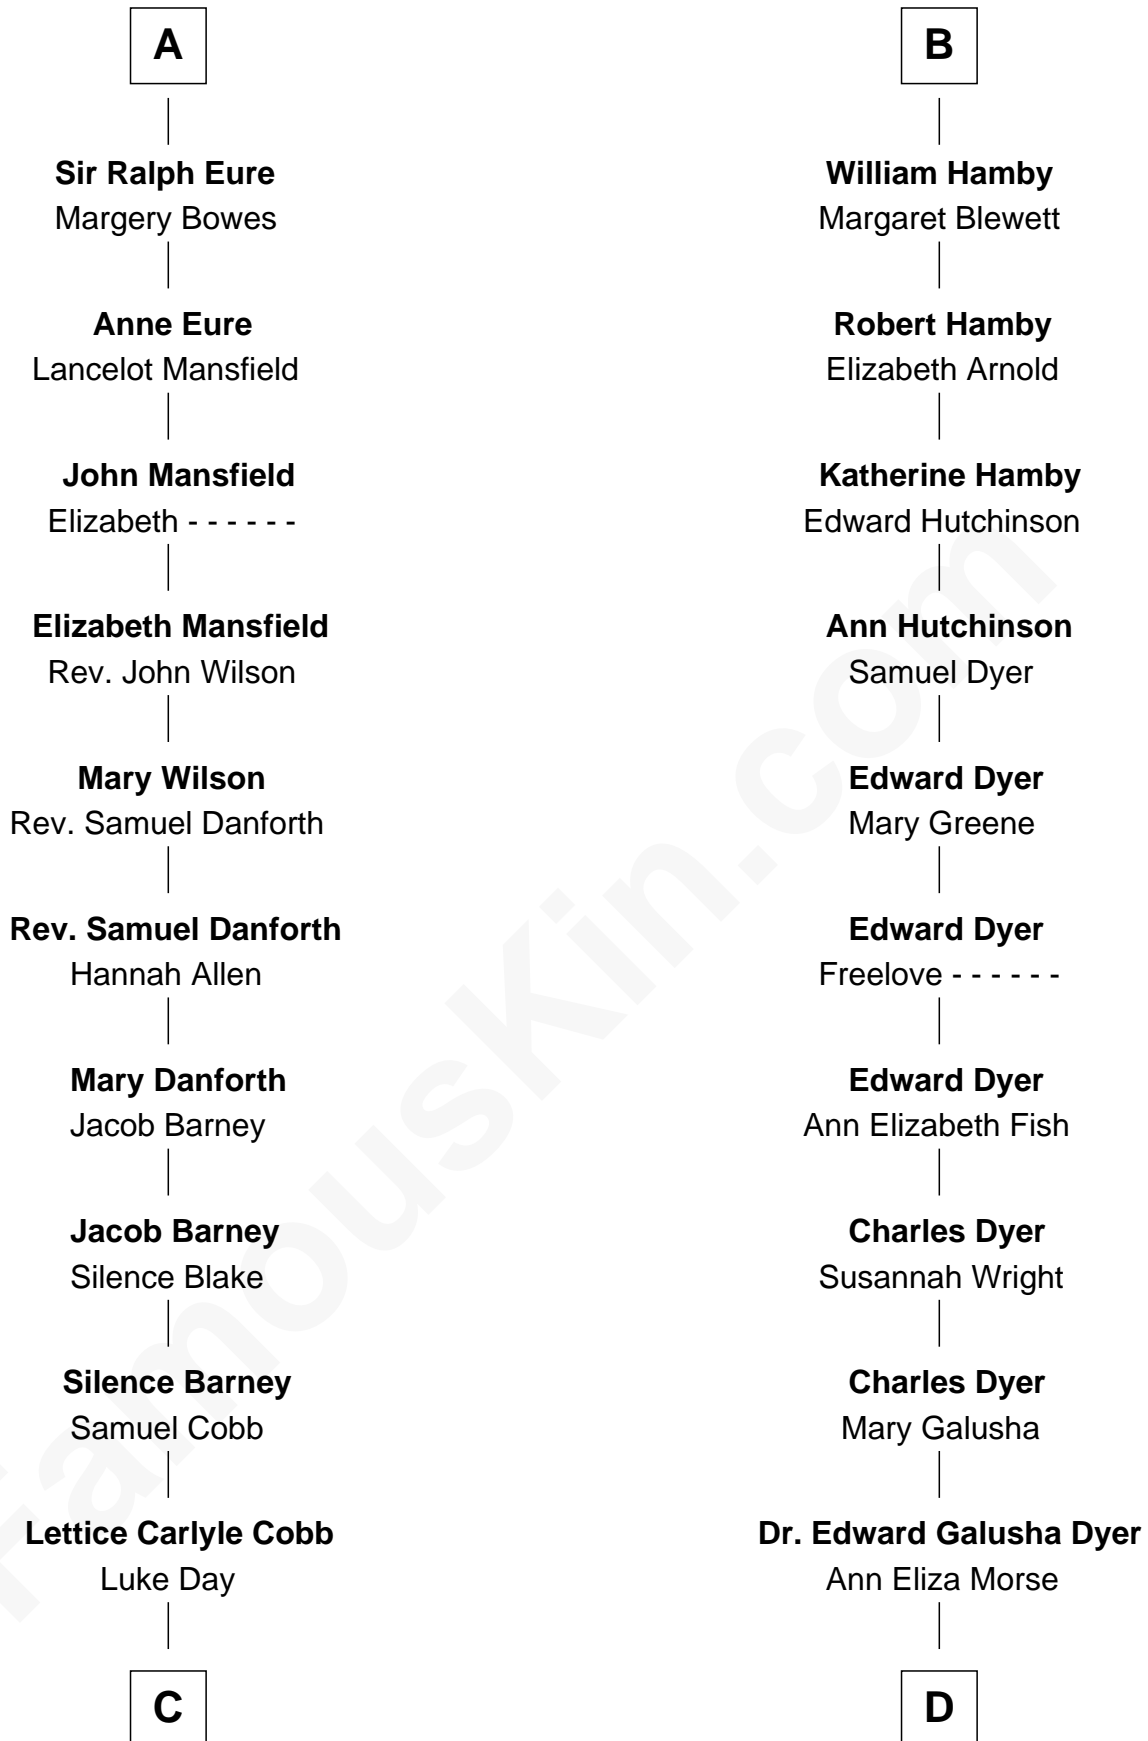 A
Sir Ralph Eure
Margery Bowes
Anne Eure
Lancelot Mansfield
John Mansfield
Elizabeth - - - - - -
Elizabeth Mansfield
Rev. John Wilson
Mary Wilson
Rev. Samuel Danforth
Rev. Samuel Danforth
Hannah Allen
Mary Danforth
Jacob Barney
Jacob Barney
Silence Blake
Silence Barney
Samuel Cobb
Lettice Carlyle Cobb
Luke Day
C
B
William Hamby
Margaret Blewett
Robert Hamby
Elizabeth Arnold
Katherine Hamby
Edward Hutchinson
Ann Hutchinson
Samuel Dyer
Edward Dyer
Mary Greene
Edward Dyer
Freelove - - - - - -
Edward Dyer
Ann Elizabeth Fish
Charles Dyer
Susannah Wright
Charles Dyer
Mary Galusha
Dr. Edward Galusha Dyer
Ann Eliza Morse
D
FamousKin.com